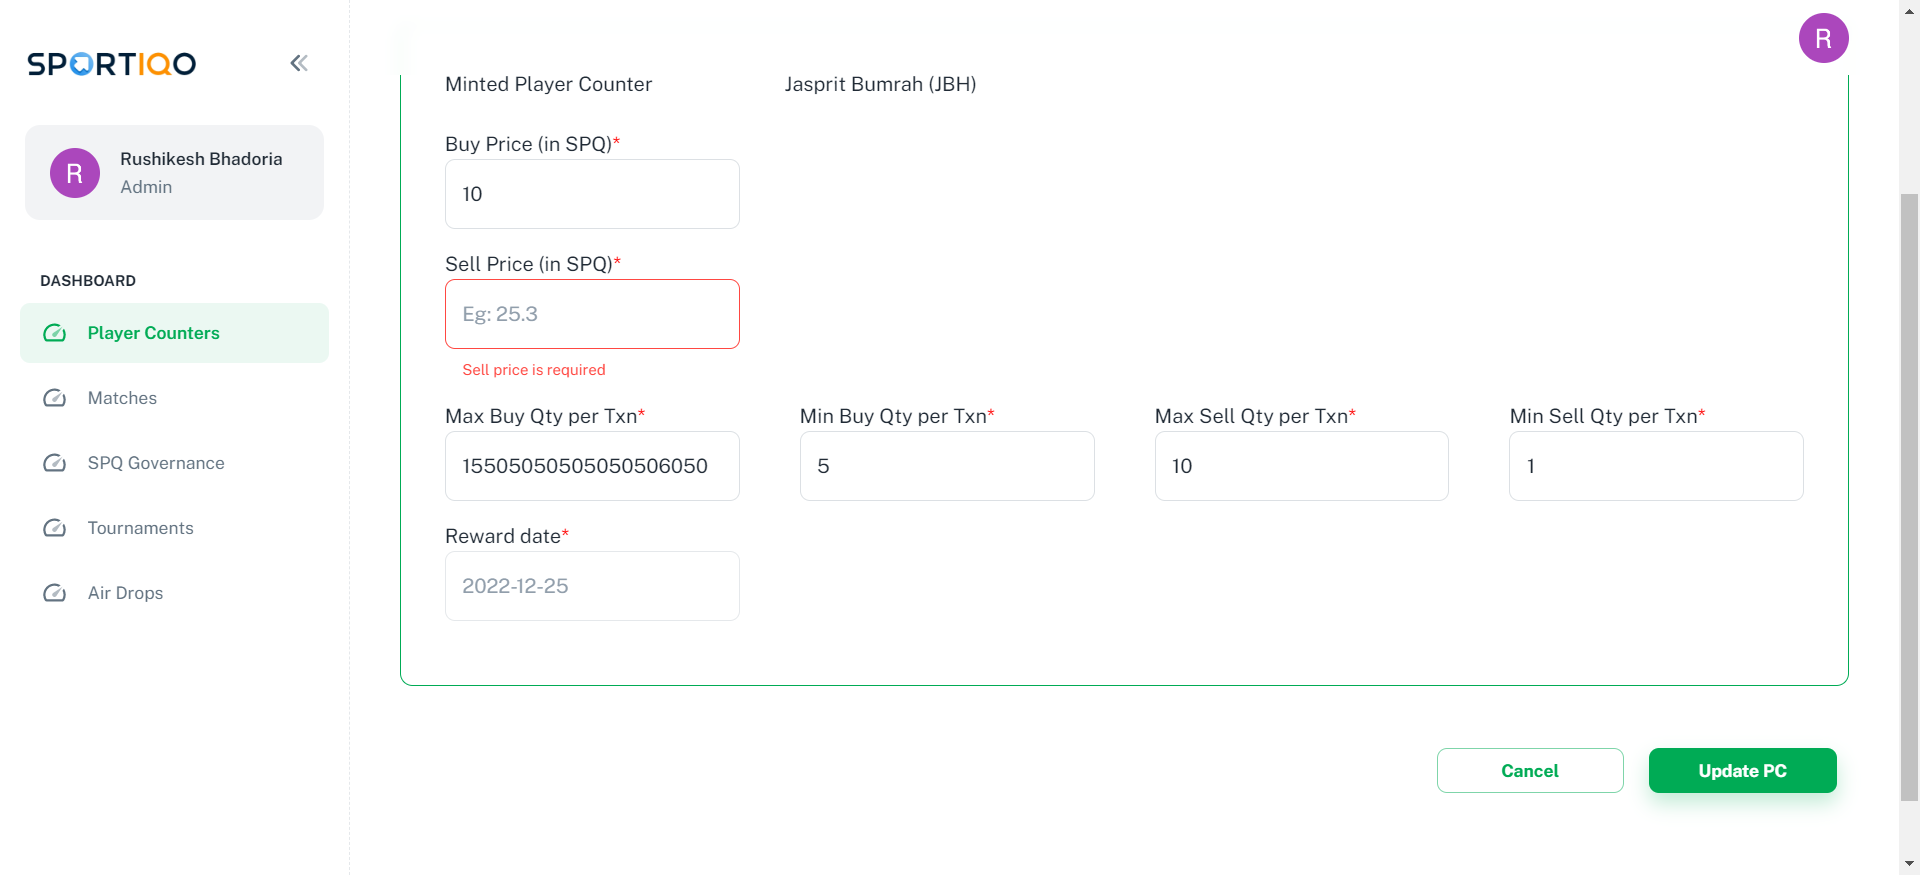 SPORTIQO
R
Rushikesh Bhadoria
Admin
DASHBOARD
Player Counters
Matches
SPQ Governance
Tournaments
Air Drops
R
Minted Player Counter Jasprit Bumrah (JBH)
Buy Price (in SPQ)*
10
Sell Price (in SPQ)*
Eg: 25.3
Sell price is required
Max Buy Qty per Txn* Min Buy Qty per Txn* Max Sell Qty per Txn* Min Sell Qty per Txn*
15505050505050506050 5 10 1
Reward date*
2022-12-25
Cancel Update PC